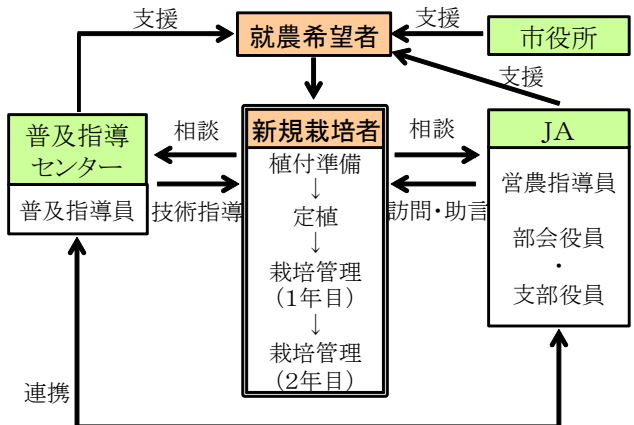 支援
就農希望者
支援
市役所
支援
普及指導
センター
普及指導員
相談
技術指導
新規栽培者
植付準備
↓
定植
↓
栽培管理
(1年目)
↓
栽培管理
(2年目)
相談
訪問・助言
JA
営農指導員
部会役員
・
支部役員
連携